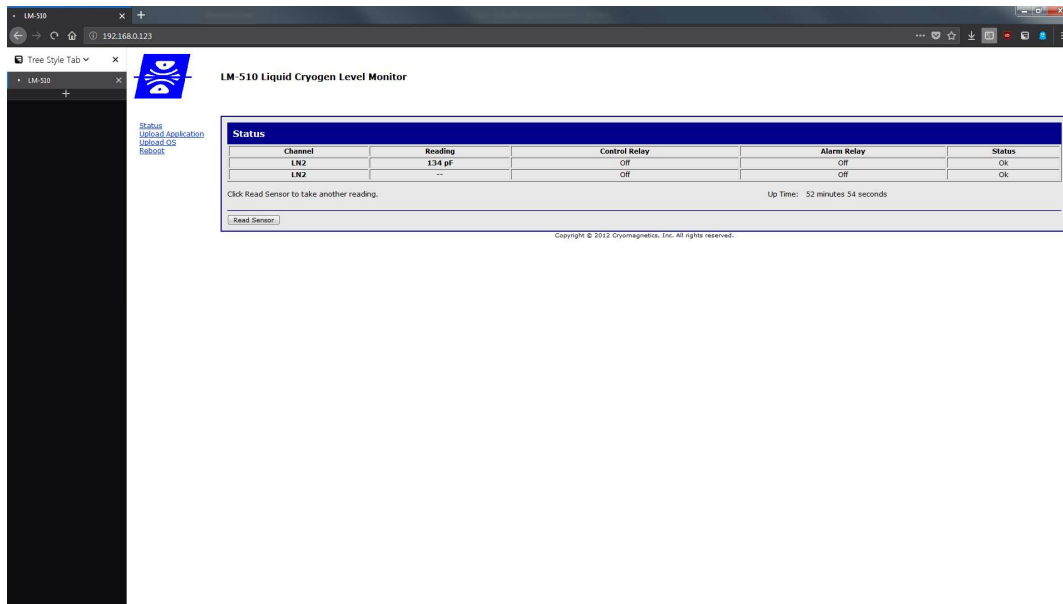 LM-510
192.168.0.123
Tree Style Tab
LM-510
LM-510 Liquid Cryogen Level Monitor
Status
Upload Application
Upload OS
Reboot
Status
Channel Reading Control Relay Alarm Relay Status
LN2 134 pF Off Off Ok
LN2 -- Off Off Ok
Click Read Sensor to take another reading. Up Time: 52 minutes 54 seconds
Read Sensor
Copyright © 2012 Cryomagnetics, Inc. All rights reserved.